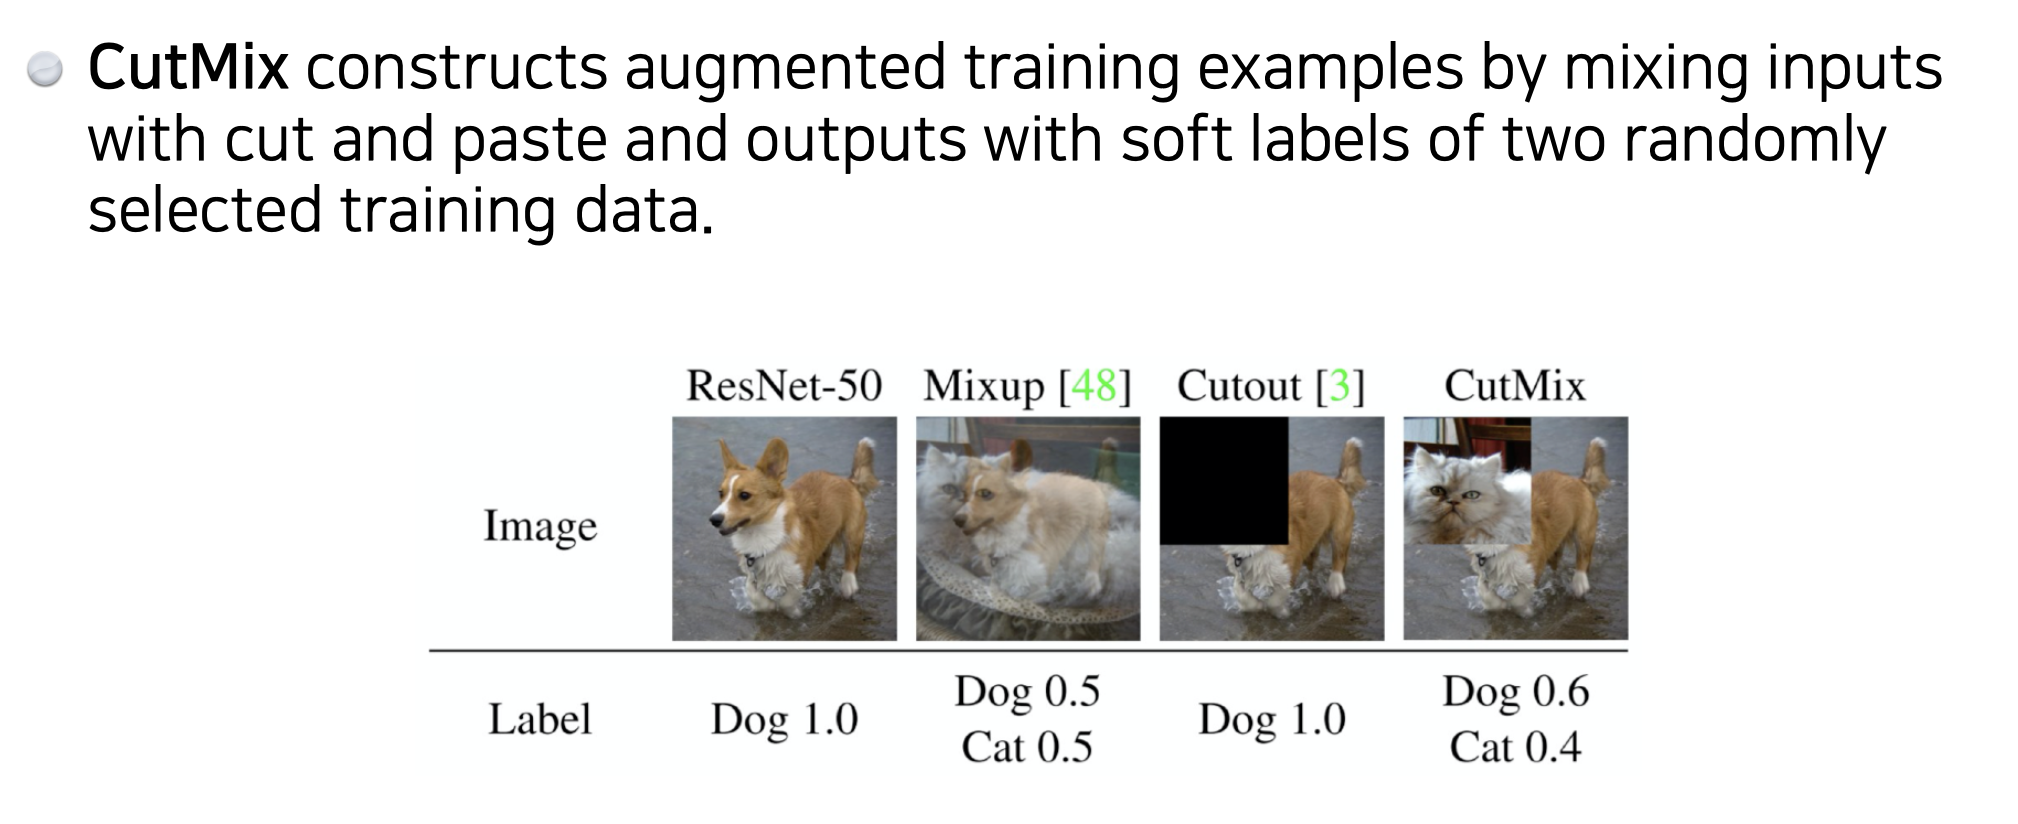 CutMix constructs augmented training examples by mixing inputs
with cut and paste and outputs with soft labels of two randomly
selected training data.
ResNet-50 Mixup [48] Cutout [3] CutMix
Image
Label Dog 1.0 Dog 0.5 Cat 0.5 Dog 1.0 Dog 0.6 Cat 0.4